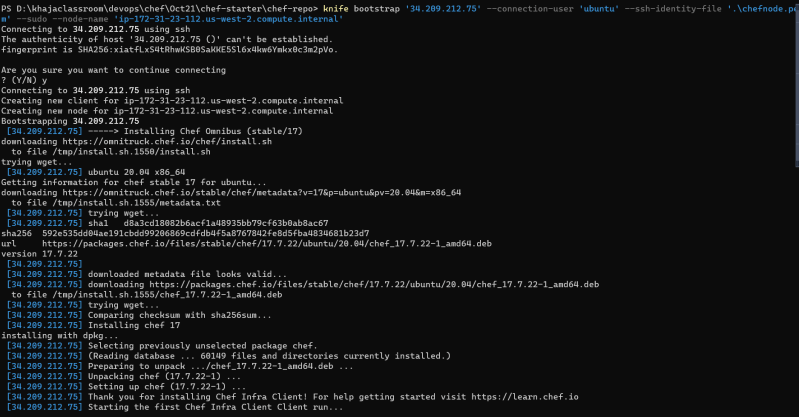 PS D:\khajaclassroom\devops\chef\Oct21\chef-starter\chef-repo> knife bootstrap '34.209.212.75' --connection-user 'ubuntu' --ssh-identity-file '.\chefnode.pe
m' --sudo --node-name 'ip-172-31-23-112.us-west-2.compute.internal'
Connecting to 34.209.212.75 using ssh
The authenticity of host '34.209.212.75 ()' can't be established.
fingerprint is SHA256:xiatfLxS4tRhwKSB0SaKKE5Sl6x4kw6Ymkx0c3m2pVo.

Are you sure you want to continue connecting
? (Y/N) y
Connecting to 34.209.212.75 using ssh
Creating new client for ip-172-31-23-112.us-west-2.compute.internal
Creating new node for ip-172-31-23-112.us-west-2.compute.internal
Bootstrapping 34.209.212.75
[34.209.212.75] -----> Installing Chef Omnibus (stable/17)
downloading https://omnitruck.chef.io/chef/install.sh
to file /tmp/install.sh.1550/install.sh
trying wget...
[34.209.212.75] ubuntu 20.04 x86_64
Getting information for chef stable 17 for ubuntu...
downloading https://omnitruck.chef.io/stable/chef/metadata?v=17&p=ubuntu&pv=20.04&m=x86_64
to file /tmp/install.sh.1555/metadata.txt
[34.209.212.75] trying wget...
[34.209.212.75] sha1 d8a3cd18082b6acf1a48935bb79cf63b0ab8ac67
sha256 592e535dd04ae191cbdd99206869cdfdb4f5a8767842fe8d5fba4834681b23d7
url https://packages.chef.io/files/stable/chef/17.7.22/ubuntu/20.04/chef_17.7.22-1_amd64.deb
version 17.7.22
[34.209.212.75]
[34.209.212.75] downloaded metadata file looks valid...
[34.209.212.75] downloading https://packages.chef.io/files/stable/chef/17.7.22/ubuntu/20.04/chef_17.7.22-1_amd64.deb
to file /tmp/install.sh.1555/chef_17.7.22-1_amd64.deb
[34.209.212.75] trying wget...
[34.209.212.75] Comparing checksum with sha256sum...
[34.209.212.75] Installing chef 17
installing with dpkg...
[34.209.212.75] Selecting previously unselected package chef.
[34.209.212.75] (Reading database ... 60149 files and directories currently installed.)
[34.209.212.75] Preparing to unpack .../chef_17.7.22-1_amd64.deb ...
[34.209.212.75] Unpacking chef (17.7.22-1) ...
[34.209.212.75] Setting up chef (17.7.22-1) ...
[34.209.212.75] Thank you for installing Chef Infra Client! For help getting started visit https://learn.chef.io
[34.209.212.75] Starting the first Chef Infra Client Client run...